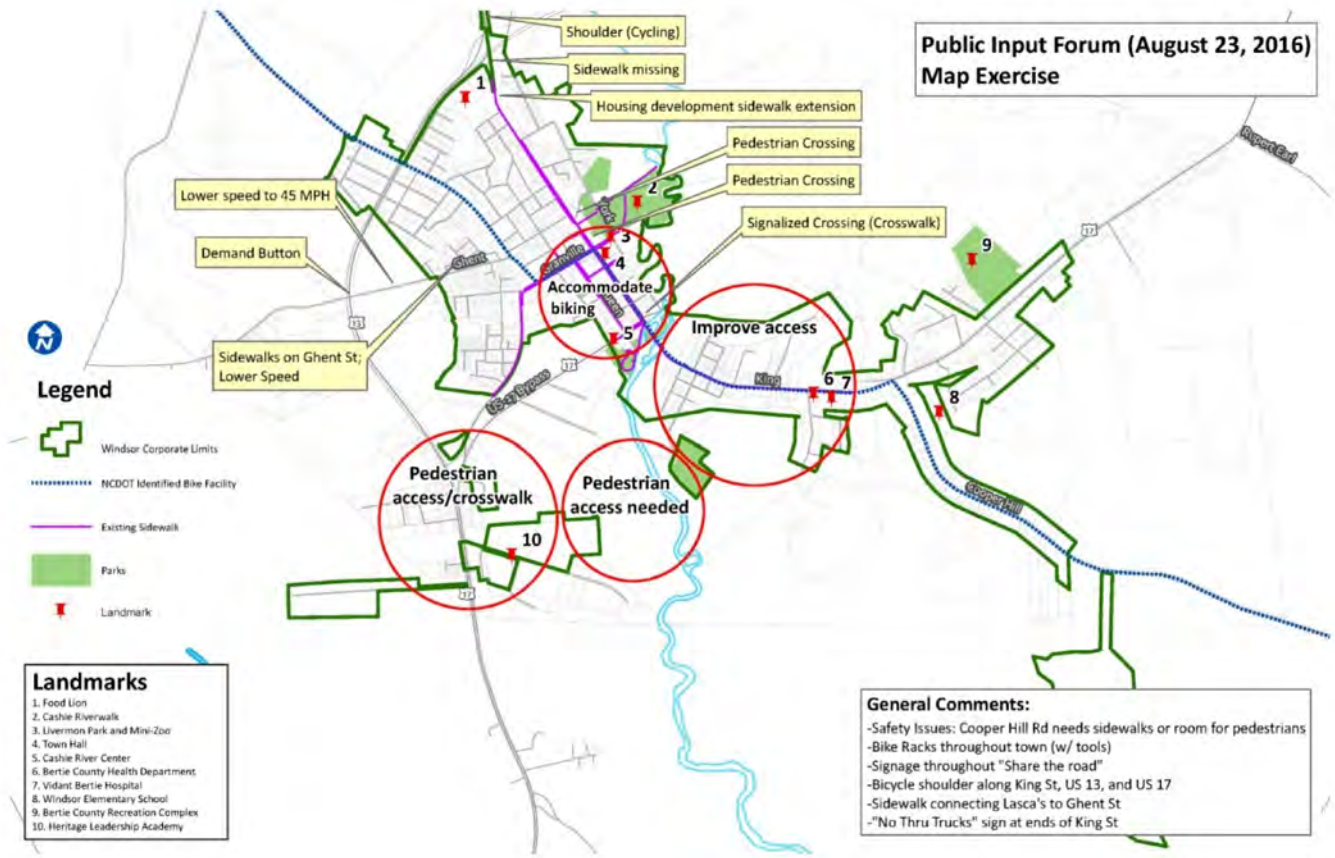 Public Input Forum (August 23, 2016)
Map Exercise
Shoulder (Cycling)
Sidewalk missing
Housing development sidewalk extension
Pedestrian Crossing
Pedestrian Crossing
Signalized Crossing (Crosswalk)
Lower speed to 45 MPH
Demand Button
Sidewalks on Ghent St;
Lower Speed
1
2
3
4
5
6
7
8
9
10
Rupert Earl
17
York
Ghent
Granville
Accommodate
biking
Improve access
King
US-17 Bypass
17
Cooper Hill
Pedestrian
access/crosswalk
Pedestrian
access needed
17
N
Legend
Windsor Corporate Limits
NCDOT Identified Bike Facility
Existing Sidewalk
Parks
Landmark
Landmarks
1. Food Lion
2. Cashie Riverwalk
3. Livermon Park and Mini-Zoo
4. Town Hall
5. Cashie River Center
6. Bertie County Health Department
7. Vidant Bertie Hospital
8. Windsor Elementary School
9. Bertie County Recreation Complex
10. Heritage Leadership Academy
General Comments:
-Safety Issues: Cooper Hill Rd needs sidewalks or room for pedestrians
-Bike Racks throughout town (w/ tools)
-Signage throughout "Share the road"
-Bicycle shoulder along King St, US 13, and US 17
-Sidewalk connecting Lasca's to Ghent St
-"No Thru Trucks" sign at ends of King St